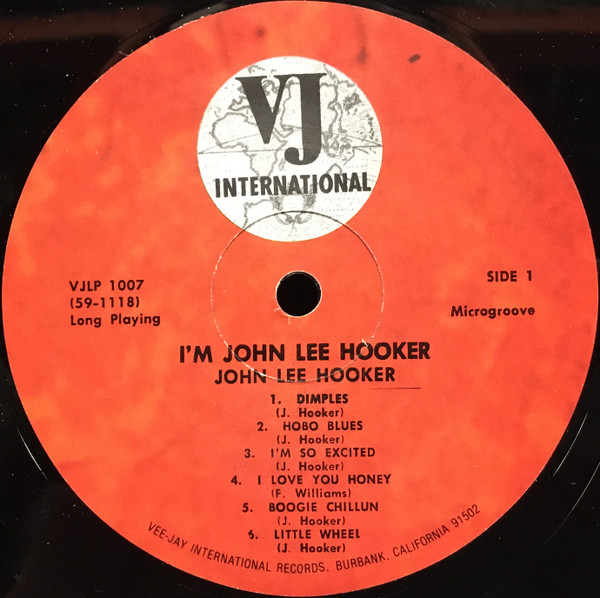 VJ
INTERNATIONAL
VJLP 1007
(59-1118)
Long Playing
SIDE 1
Microgroove
I'M JOHN LEE HOOKER
JOHN LEE HOOKER
1. DIMPLES
(J. Hooker)
2. HOBO BLUES
(J. Hooker)
3. I'M SO EXCITED
(J. Hooker)
4. I LOVE YOU HONEY
(F. Williams)
5. BOOGIE CHILLUN
(J. Hooker)
6. LITTLE WHEEL
(J. Hooker)
VEE-JAY INTERNATIONAL RECORDS, BURBANK, CALIFORNIA 91502